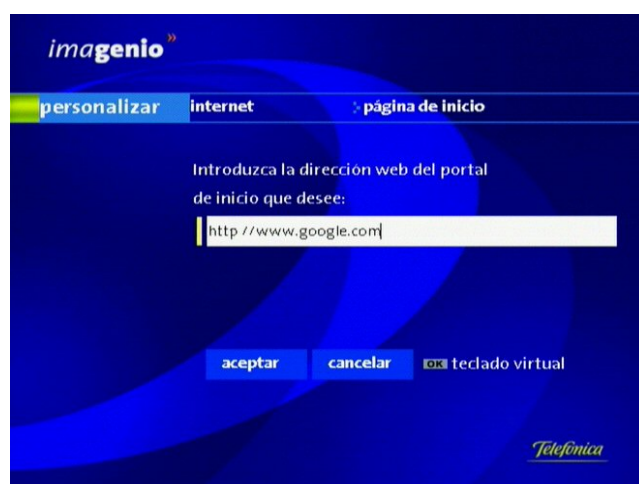 imagenio»
personalizar internet página de inicio
Introduzca la dirección web del portal
de inicio que desee:
http //www.google.com
aceptar cancelar OK teclado virtual
Telefónica